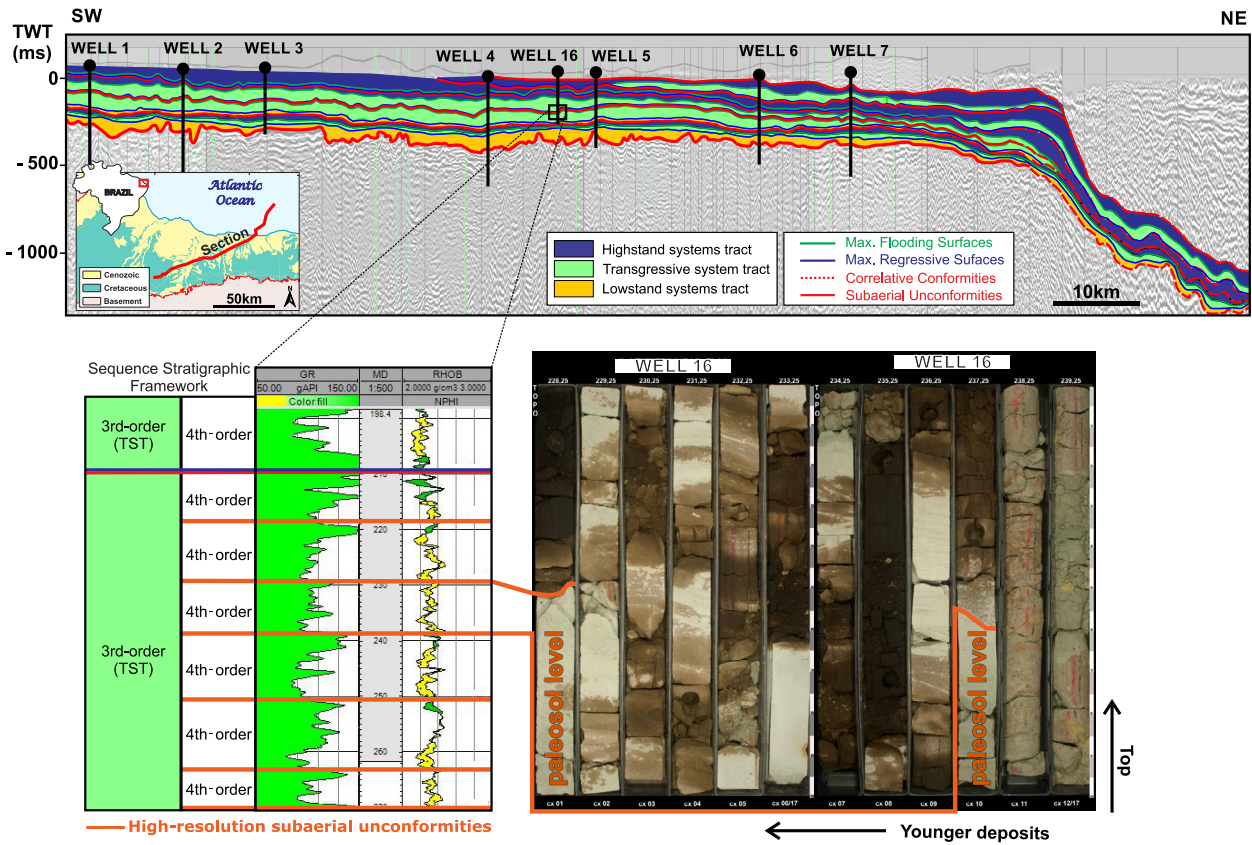 SW
NE
TWT
(ms)
WELL 1
WELL 2
WELL 3
WELL 4
WELL 16
WELL 5
WELL 6
WELL 7
0
- 500
- 1000
BRAZIL
Atlantic
Ocean
Section
Cenozoic
Cretaceous
Basement
50km
N
Highstand systems tract
Transgressive system tract
Lowstand systems tract
Max. Flooding Surfaces
Max. Regressive Sufaces
Correlative Conformities
Subaerial Unconformities
10km
Sequence Stratigraphic
Framework
GR
MD
RHOB
50.00 gAPI 150.00
1:500
2.0000 g/cm3 3.0000
Color fill
NPHI
198.4
3rd-order
(TST)
4th-order
210
4th-order
220
4th-order
230
4th-order
240
3rd-order
(TST)
4th-order
250
4th-order
260
4th-order
270
High-resolution subaerial unconformities
WELL 16
WELL 16
228,25
229,25
230,25
231,25
232,25
233,25
234,25
235,25
236,25
237,25
238,25
239,25
TOPO
TOPO
paleosol level
paleosol level
cx 01
cx 02
cx 03
cx 04
cx 05
cx 06/17
cx 07
cx 08
cx 09
cx 10
cx 11
cx 12/17
Top
Younger deposits